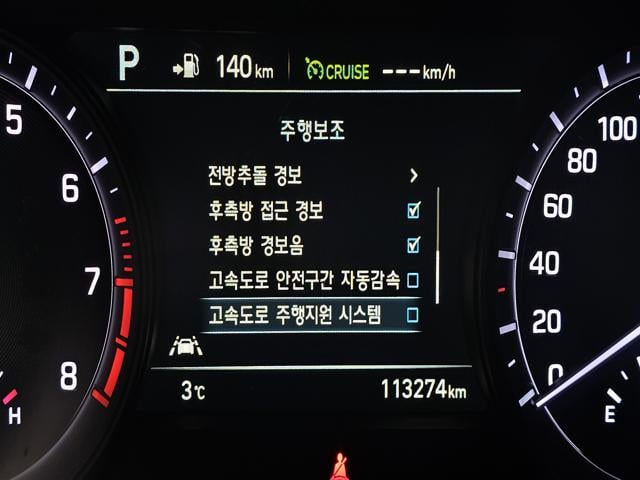 P 140 km CRUISE ---km/h
주행보조
전방추돌 경보 >
후측방 접근 경보
후측방 경보음
고속도로 안전구간 자동감속
고속도로 주행지원 시스템
3℃ 113274km
5
6
7
8
H
100
80
60
40
20
0
E